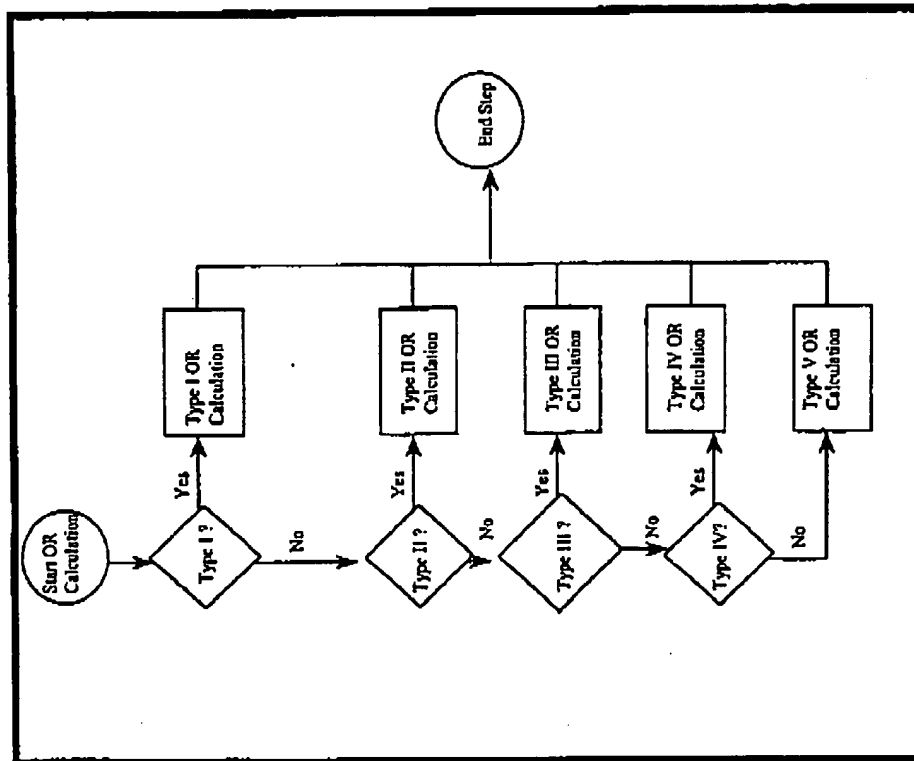 Start OR
Calculation
Type I ?
Yes
Type I OR
Calculation
No
Type II ?
Yes
Type II OR
Calculation
No
Type III ?
Yes
Type III OR
Calculation
No
Type IV?
Yes
Type IV OR
Calculation
No
Type V OR
Calculation
End Step